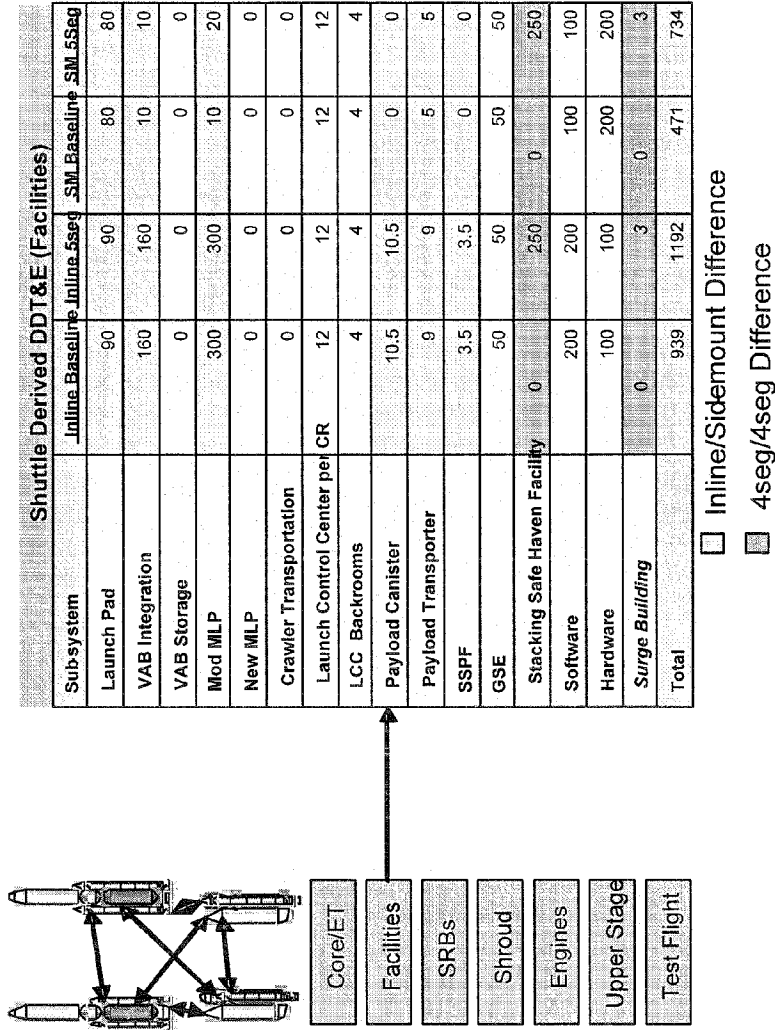 Shuttle Derived DDT&E (Facilities)
Subsystem Inline Baseline Inline 5seg SM Baseline SM 5Seg
Launch Pad 90 90 80 80
VAB Integration 160 160 10 10
VAB Storage 0 0 0 0
Mod MLP 300 300 10 20
New MLP 0 0 0 0
Crawler Transportation 0 0 0 0
Launch Control Center per CR 12 12 12 12
LCC Backrooms 4 4 4 4
Payload Canister 10.5 10.5 0 0
Payload Transporter 9 9 5 5
SSPF 3.5 3.5 0 0
GSE 50 50 50 50
Stacking Safe Haven Facility 0 250 0 250
Software 200 200 100 100
Hardware 100 100 200 200
Surge Building 0 3 0 3
Total 939 1192 471 734
Inline/Sidemount Difference
4seg/4seg Difference
Core/ET
Facilities
SRBs
Shroud
Engines
Upper Stage
Test Flight